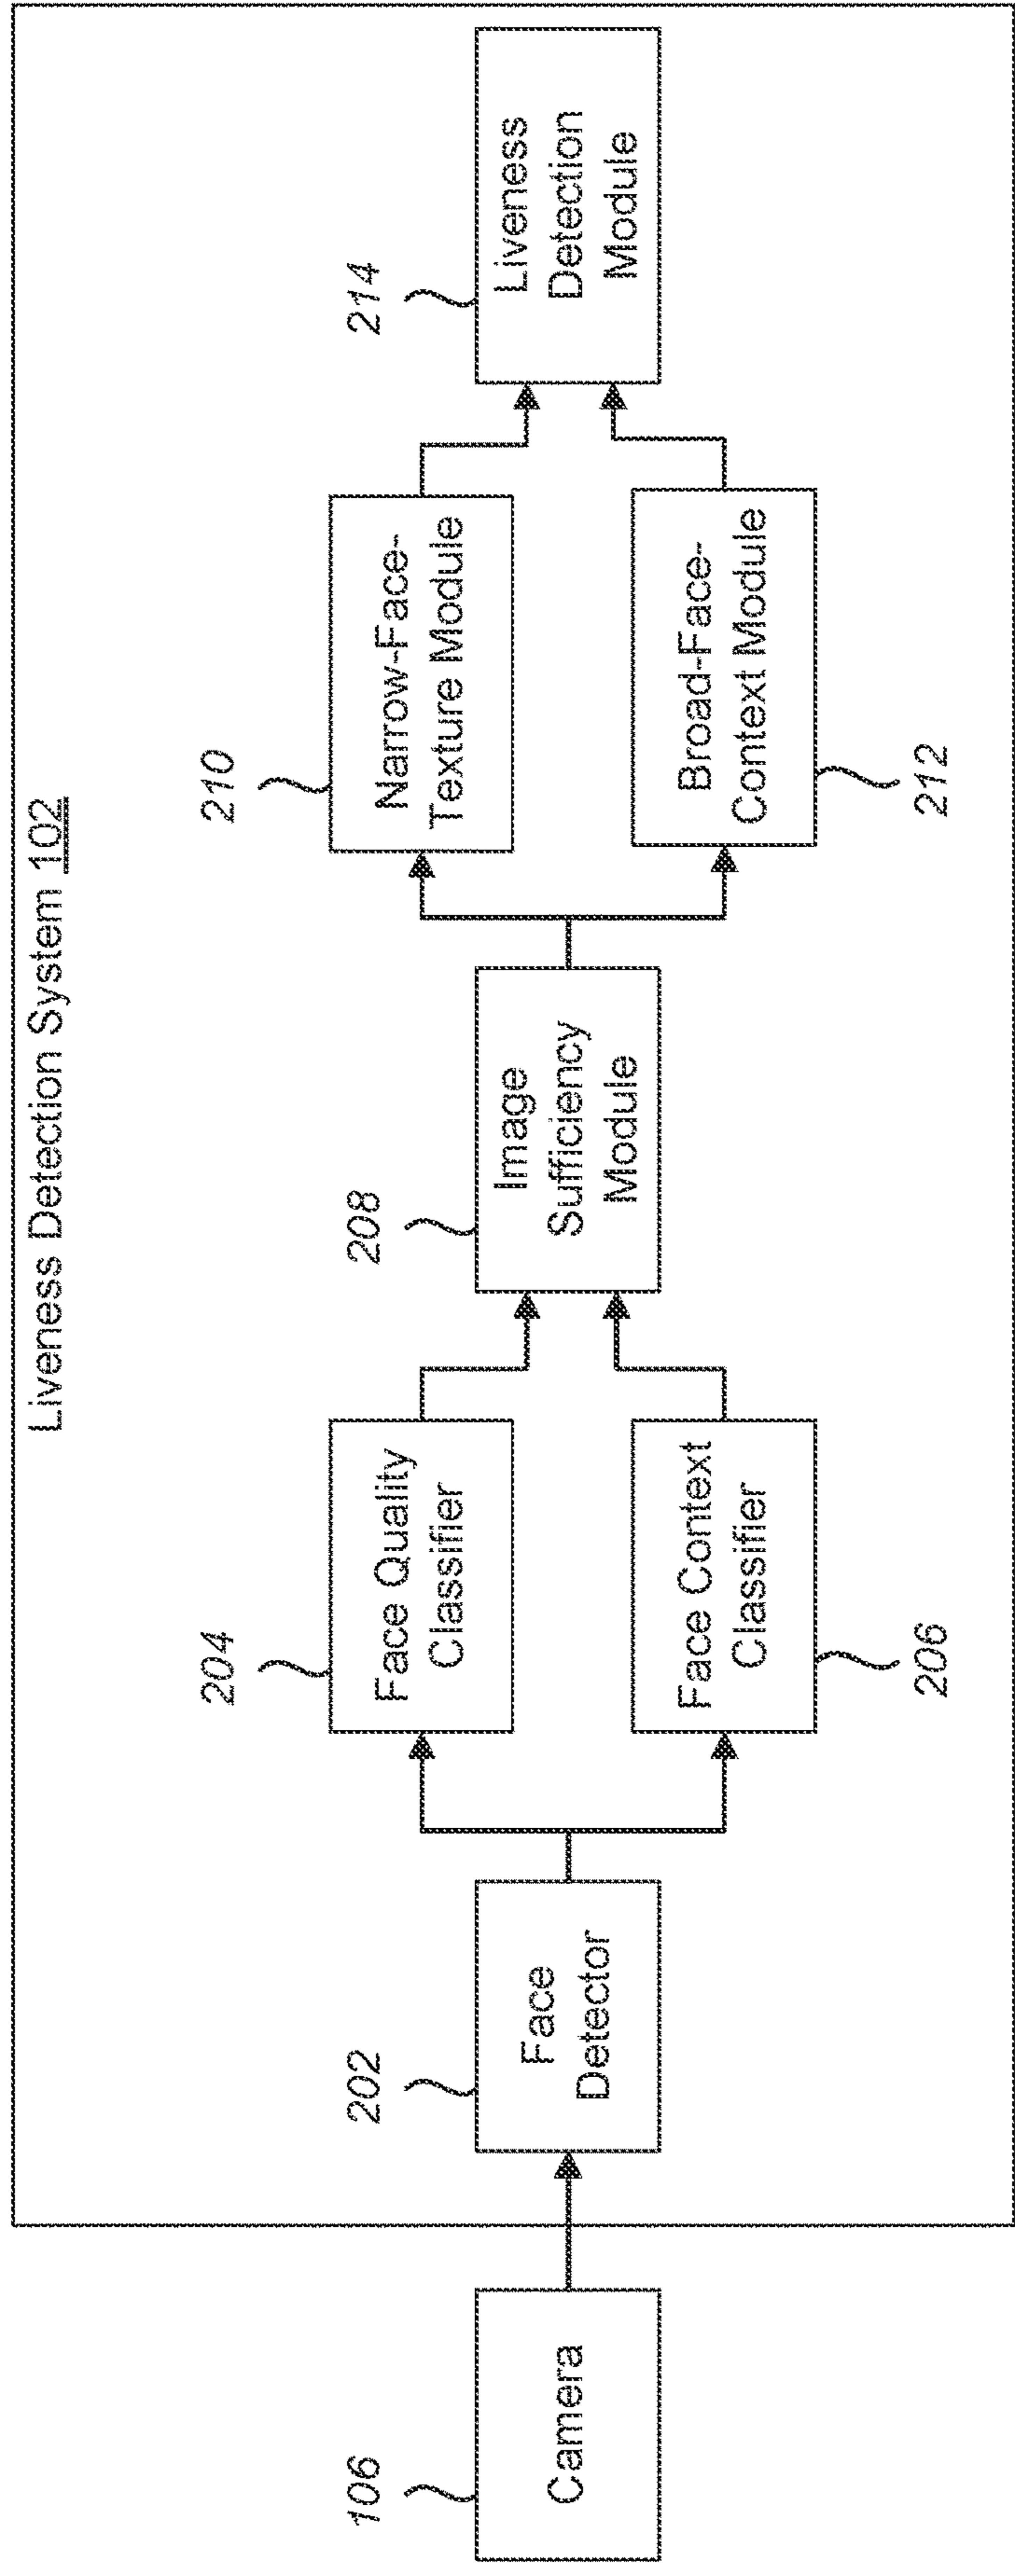 Liveness Detection System 102
106
Camera
202
Face
Detector
204
Face Quality
Classifier
Face Context
Classifier
206
208
Image
Sufficiency
Module
210
Narrow-Face-
Texture Module
Broad-Face-
Context Module
212
214
Liveness
Detection
Module